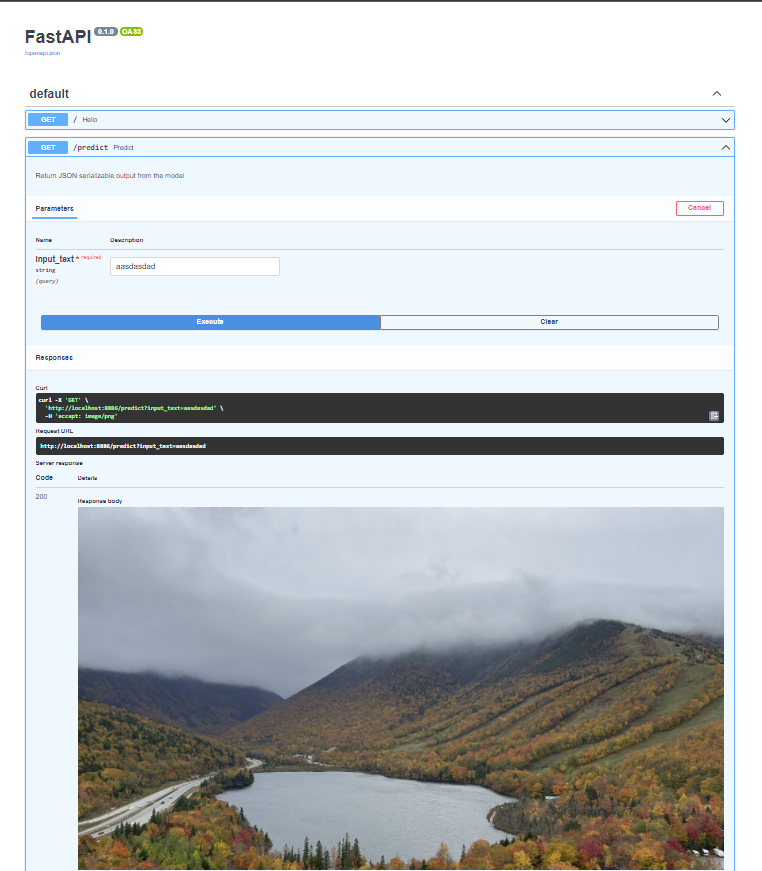 FastAPI 0.1.0 OAS3
/openapi.json
default
GET / Hello
GET /predict Predict
Return JSON serializable output from the model
Parameters
Cancel
Name Description
input_text * required
string
(query)
aasdasdad
Execute Clear
Responses
Curl
curl -X 'GET' \
'http://localhost:8886/predict?input_text=aasdasdad' \
-H 'accept: image/png'
Request URL
http://localhost:8886/predict?input_text=aasdasdad
Server response
Code Details
200
Response body